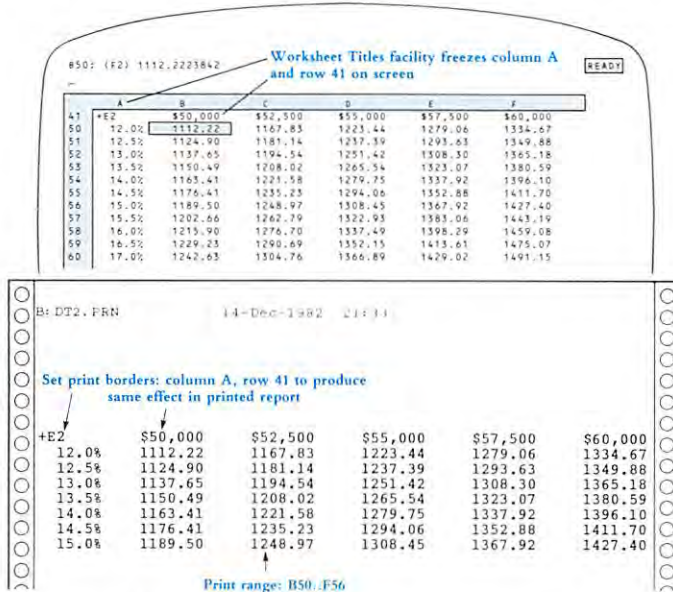 Worksheet Titles facility freezes column A
B50: (F2) 1112.2223842
and row 41 on screen
READY
A B C D E F
41 +E2 $50,000 $52,500 $55,000 $57,500 $60,000
50 12.0% 1112.22 1167.83 1223.44 1279.06 1334.67
51 12.5% 1124.90 1181.14 1237.39 1293.63 1349.88
52 13.0% 1137.65 1194.54 1251.42 1308.30 1365.18
53 13.5% 1150.49 1208.02 1265.54 1323.07 1380.59
54 14.0% 1163.41 1221.58 1279.75 1337.92 1396.10
55 14.5% 1176.41 1235.23 1294.06 1352.88 1411.70
56 15.0% 1189.50 1248.97 1308.45 1367.92 1427.40
57 15.5% 1202.66 1262.79 1322.93 1383.06 1443.19
58 16.0% 1215.90 1276.70 1337.49 1398.29 1459.08
59 16.5% 1229.23 1290.69 1352.15 1413.61 1475.07
60 17.0% 1242.63 1304.76 1366.89 1429.02 1491.15
B: DT2.PRN 14-Dec-1982 21:33
Set print borders: column A, row 41 to produce
same effect in printed report
+E2 $50,000 $52,500 $55,000 $57,500 $60,000
12.0% 1112.22 1167.83 1223.44 1279.06 1334.67
12.5% 1124.90 1181.14 1237.39 1293.63 1349.88
13.0% 1137.65 1194.54 1251.42 1308.30 1365.18
13.5% 1150.49 1208.02 1265.54 1323.07 1380.59
14.0% 1163.41 1221.58 1279.75 1337.92 1396.10
14.5% 1176.41 1235.23 1294.06 1352.88 1411.70
15.0% 1189.50 1248.97 1308.45 1367.92 1427.40
Print range: B50..F56